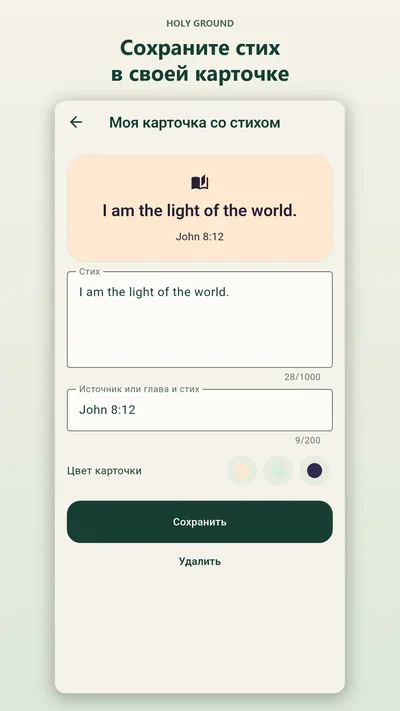 HOLY GROUND
Сохраните стих
в своей карточке
Моя карточка со стихом
I am the light of the world.
John 8:12
Стих
I am the light of the world.
28/1000
Источник или глава и стих
John 8:12
9/200
Цвет карточки
Сохранить
Удалить